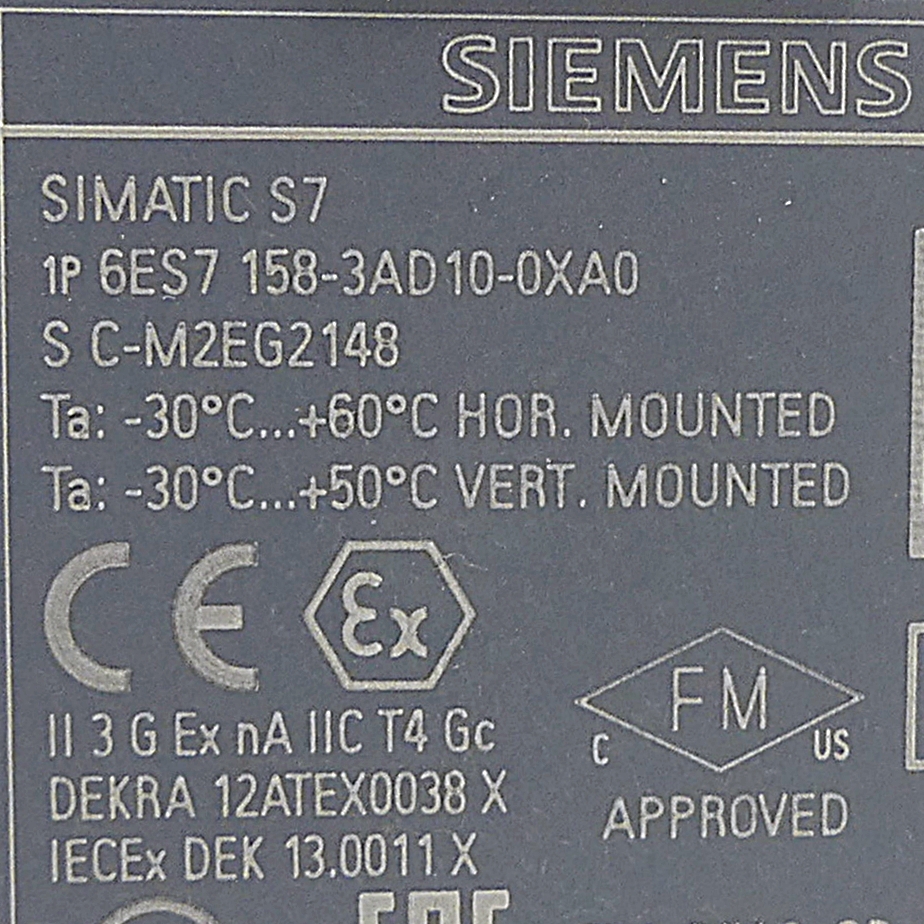 SIEMENS
SIMATIC S7
1P 6ES7 158-3AD10-0XA0
S C-M2EG2148
Ta: -30°C...+60°C HOR. MOUNTED
Ta: -30°C...+50°C VERT. MOUNTED
CE Ex
FM
C US
APPROVED
II 3 G Ex nA IIC T4 Gc
DEKRA 12ATEX0038 X
IECEx DEK 13.0011 X